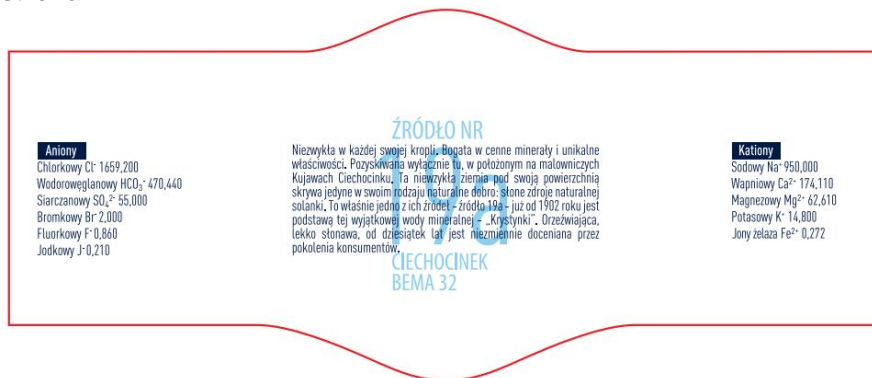 Aniony
Chlorkowy Cl⁻ 1659,200
Wodorowęglanowy HCO₃⁻ 470,440
Siarczanowy SO₄²⁻ 55,000
Bromkowy Br⁻ 2,000
Fluorkowy F⁻ 0,860
Jodkowy J⁻ 0,210
ŹRÓDŁO NR
19a
CIECHOCINEK
BEMA 32
Niezwykła w każdej swojej kropli. Bogata w cenne minerały i unikalne
właściwości. Pozyskiwana wyłącznie tu, w położonym na malowniczych
Kujawach Ciechocinku. Ta niezwykła ziemia pod swoją powierzchnią
skrywa jedyne w swoim rodzaju naturalne dobro: słone zdroje naturalnej
solanki. To właśnie jedno z ich źródeł - źródło 19a - już od 1902 roku jest
podstawą tej wyjątkowej wody mineralnej - „Krystynki”. Orzeźwiająca,
lekko słonawa, od dziesiątek lat jest niezmiennie doceniana przez
pokolenia konsumentów.
Kationy
Sodowy Na⁺ 950,000
Wapniowy Ca²⁺ 174,110
Magnezowy Mg²⁺ 62,610
Potasowy K⁺ 14,800
Jony żelaza Fe²⁺ 0,272